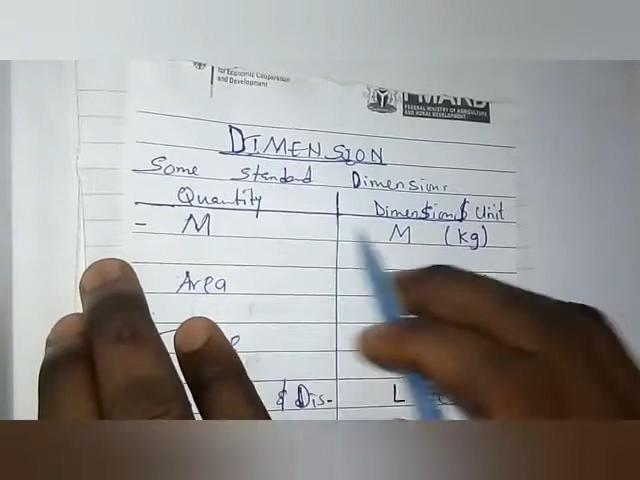 for Economic Cooperation
and Development
FMARD
FEDERAL MINISTRY OF AGRICULTURE
AND RURAL DEVELOPMENT
DIMENSION
Some standard Dimensions
Quantity Dimensions $ Unit
- M M (kg)
Area
& Dis- L